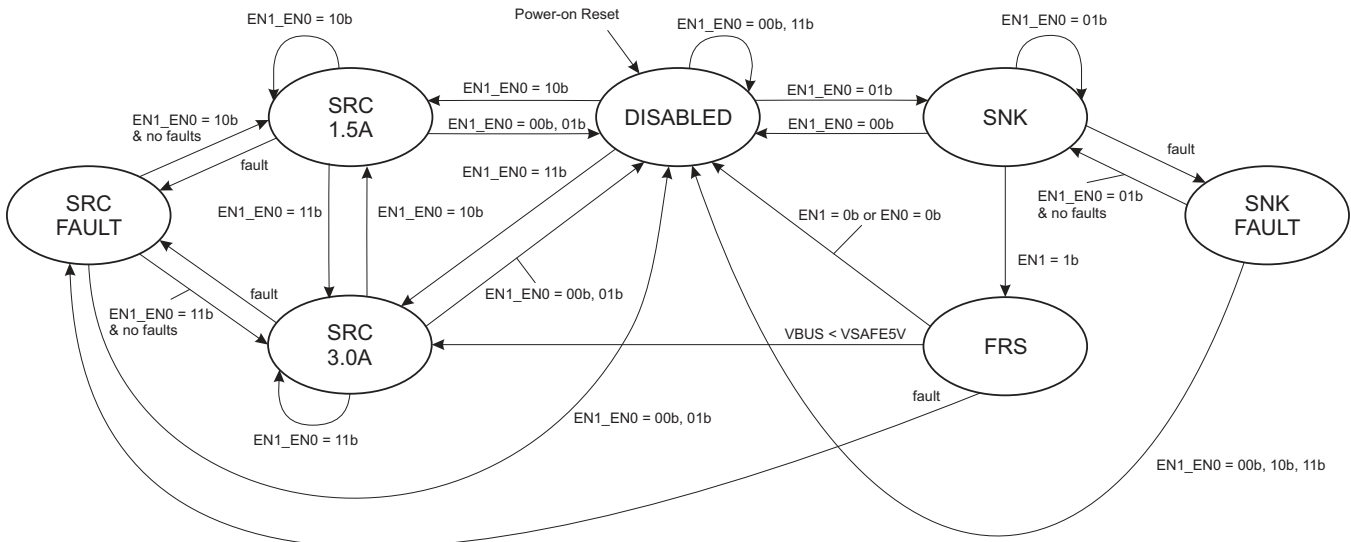 Power-on Reset
EN1_EN0 = 10b
EN1_EN0 = 00b, 11b
EN1_EN0 = 01b
SRC
1.5A
EN1_EN0 = 10b
DISABLED
EN1_EN0 = 01b
SNK
EN1_EN0 = 10b
& no faults
EN1_EN0 = 00b, 01b
EN1_EN0 = 00b
fault
fault
EN1_EN0 = 11b
SRC
FAULT
EN1_EN0 = 11b
EN1_EN0 = 10b
EN1 = 0b or EN0 = 0b
EN1_EN0 = 01b
& no faults
SNK
FAULT
EN1 = 1b
fault
EN1_EN0 = 11b
& no faults
EN1_EN0 = 00b, 01b
SRC
3.0A
VBUS < VSAFE5V
FRS
fault
EN1_EN0 = 11b
EN1_EN0 = 00b, 01b
EN1_EN0 = 00b, 10b, 11b